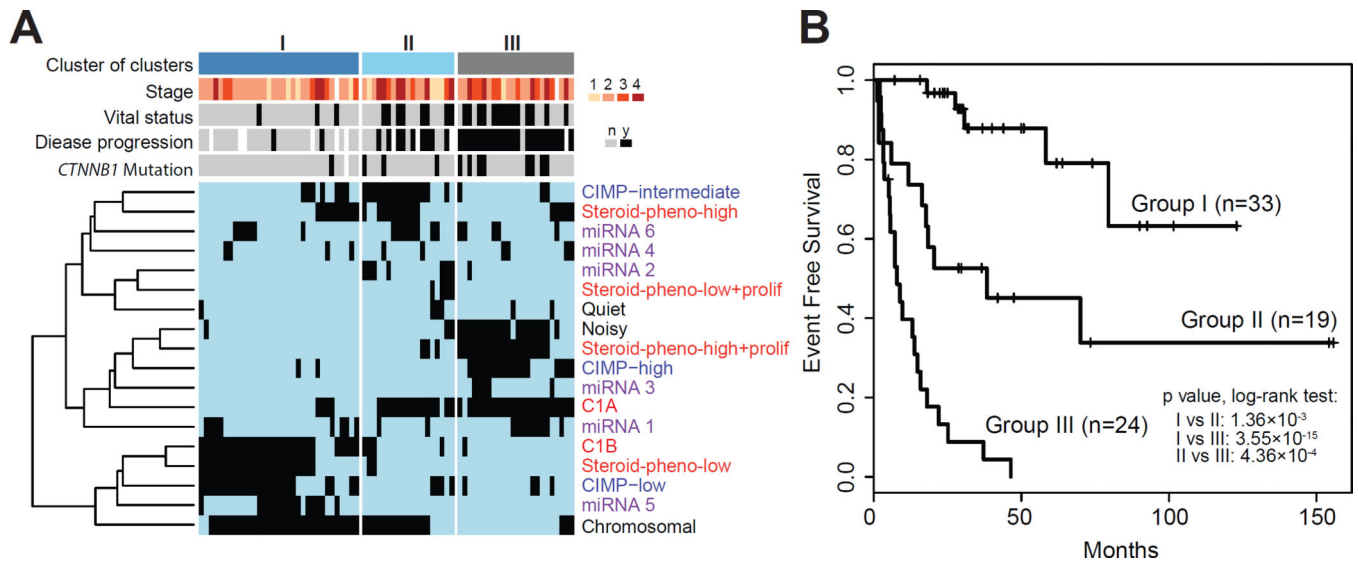 A
I II III
Cluster of clusters
Stage
1 2 3 4
Vital status
n y
Disease progression
CTNNB1 Mutation
CIMP-intermediate
Steroid-pheno-high
miRNA 6
miRNA 4
miRNA 2
Steroid-pheno-low+prolif
Quiet
Noisy
Steroid-pheno-high+prolif
CIMP-high
miRNA 3
C1A
miRNA 1
C1B
Steroid-pheno-low
CIMP-low
miRNA 5
Chromosomal
B
Event Free Survival
1.0
0.8
0.6
0.4
0.2
0.0
Group I (n=33)
Group II (n=19)
Group III (n=24)
p value, log-rank test:
I vs II: 1.36×10⁻³
I vs III: 3.55×10⁻¹⁵
II vs III: 4.36×10⁻⁴
0 50 100 150
Months